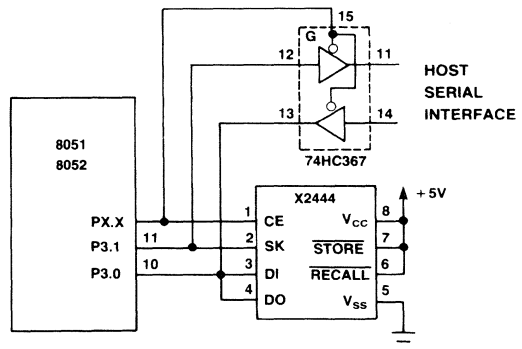 15
G
12
11
HOST
SERIAL
INTERFACE
13
14
74HC367
8051
8052
X2444
+ 5V
PX.X
1
CE
VCC
8
P3.1
11
2
SK
STORE
7
P3.0
10
3
DI
RECALL
6
4
DO
VSS
5